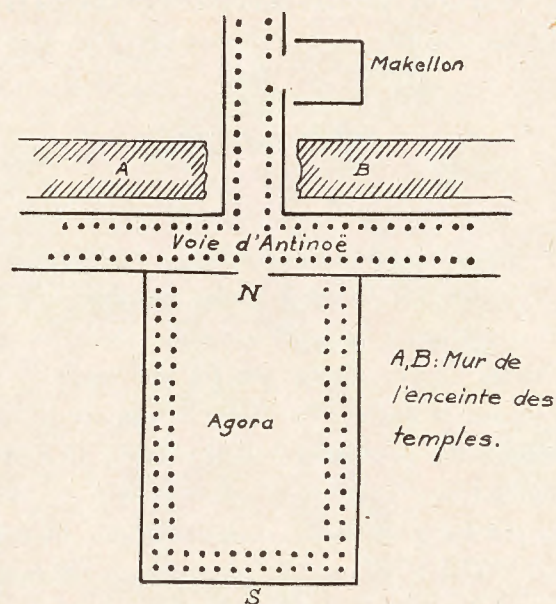 Makellon
A
B
Voie d'Antinoë
N
A,B: Mur de
l'enceinte des
temples.
Agora
S